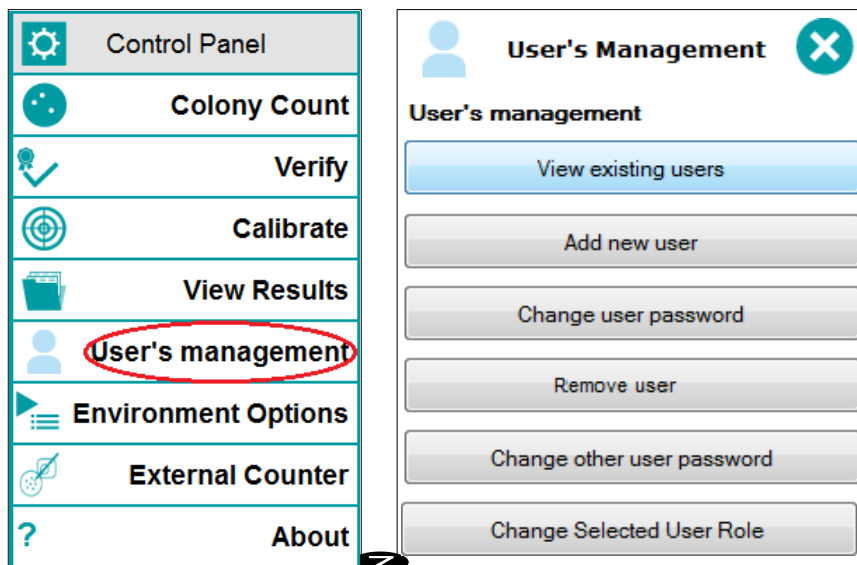 Control Panel
Colony Count
Verify
Calibrate
View Results
User's management
Environment Options
External Counter
? About
User's Management
User's management
View existing users
Add new user
Change user password
Remove user
Change other user password
Change Selected User Role